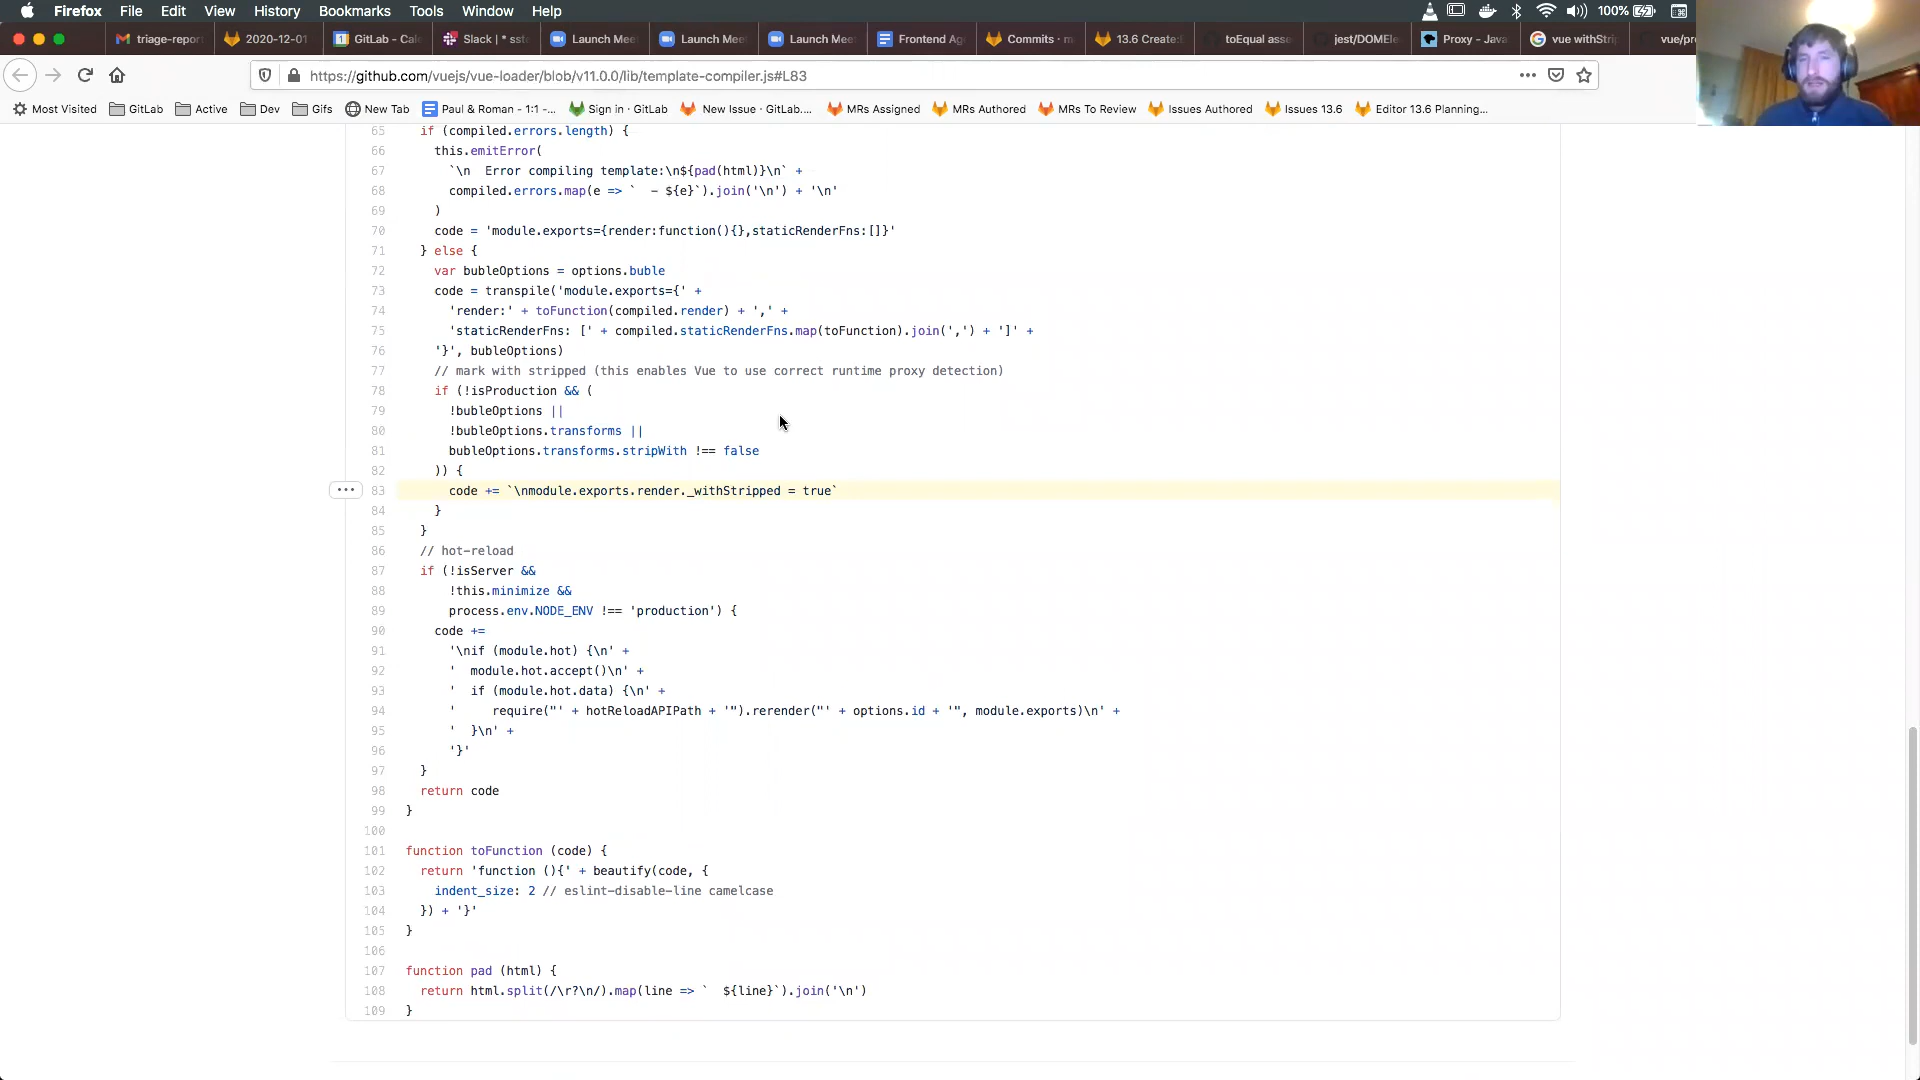 Firefox File Edit View History Bookmarks Tools Window Help 100%
triage-repor 2020-12-01 GitLab - Cale Slack | * sst Launch Mee Launch Mee Launch Mee Frontend Ag Commits · m 13.6 Create: toEqual asse jest/DOMEle Proxy - Java vue withStri vue/pr
https://github.com/vuejs/vue-loader/blob/v11.0.0/lib/template-compiler.js#L83
Most Visited GitLab Active Dev Gifs New Tab Paul & Roman - 1:1 -... Sign in · GitLab New Issue · GitLab.... MRs Assigned MRs Authored MRs To Review Issues Authored Issues 13.6 Editor 13.6 Planning...
65 if (compiled.errors.length) {
66 this.emitError(
67 `\n  Error compiling template:\n${pad(html)}\n` +
68 compiled.errors.map(e => `  - ${e}`).join('\n') + '\n'
69 )
70 code = 'module.exports={render:function(){},staticRenderFns:[]}'
71 } else {
72 var bubleOptions = options.buble
73 code = transpile('module.exports={' +
74 'render:' + toFunction(compiled.render) + ',' +
75 'staticRenderFns: [' + compiled.staticRenderFns.map(toFunction).join(',') + ']' +
76 '}', bubleOptions)
77 // mark with stripped (this enables Vue to use correct runtime proxy detection)
78 if (!isProduction && (
79 !bubleOptions ||
80 !bubleOptions.transforms ||
81 bubleOptions.transforms.stripWith !== false
82 )) {
83 code += `\nmodule.exports.render._withStripped = true`
84 }
85 }
86 // hot-reload
87 if (!isServer &&
88 !this.minimize &&
89 process.env.NODE_ENV !== 'production') {
90 code +=
91 '\nif (module.hot) {\n' +
92 '  module.hot.accept()\n' +
93 '  if (module.hot.data) {\n' +
94 '     require("' + hotReloadAPIPath + '").rerender("' + options.id + '", module.exports)\n' +
95 '  }\n' +
96 '}'
97 }
98 return code
99 }
100
101 function toFunction (code) {
102 return 'function (){' + beautify(code, {
103 indent_size: 2 // eslint-disable-line camelcase
104 }) + '}'
105 }
106
107 function pad (html) {
108 return html.split(/\r?\n/).map(line => `  ${line}`).join('\n')
109 }